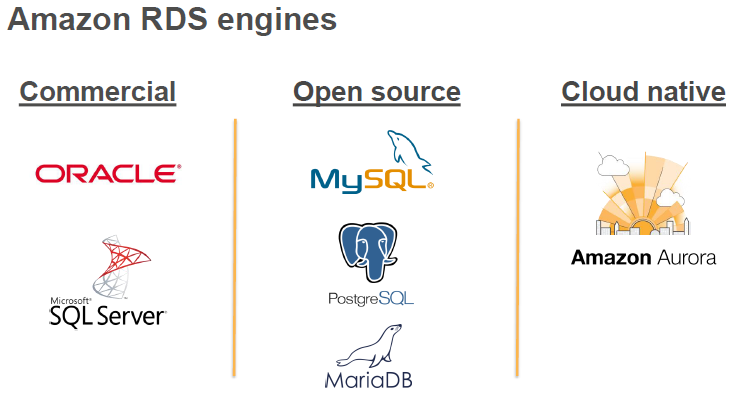 Amazon RDS engines
Commercial
Open source
Cloud native
ORACLE®
Microsoft®
SQL Server®
MySQL®
PostgreSQL
MariaDB
Amazon Aurora